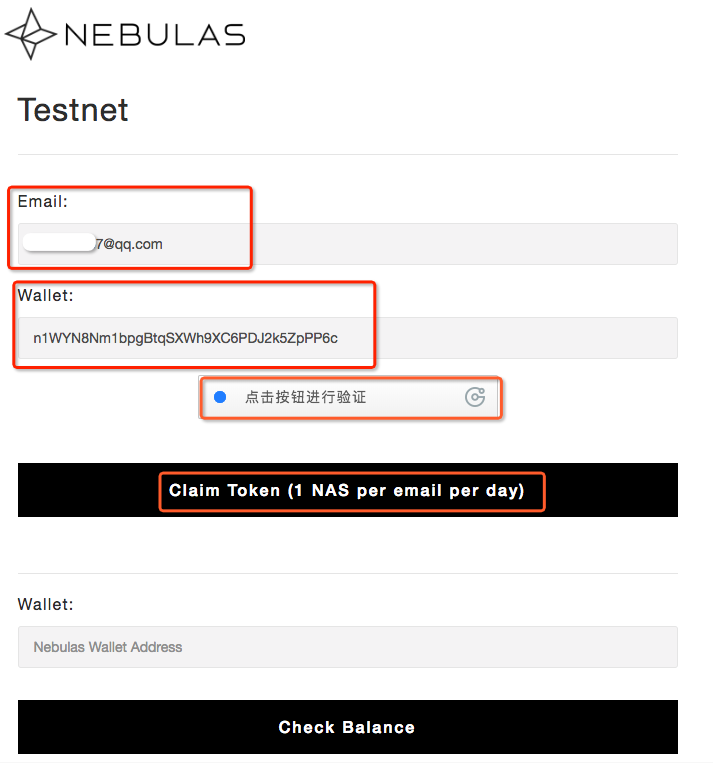 NEBULAS
Testnet
Email:
7@qq.com
Wallet:
n1WYN8Nm1bpgBtqSXWh9XC6PDJ2k5ZpPP6c
点击按钮进行验证
Claim Token (1 NAS per email per day)
Wallet:
Nebulas Wallet Address
Check Balance